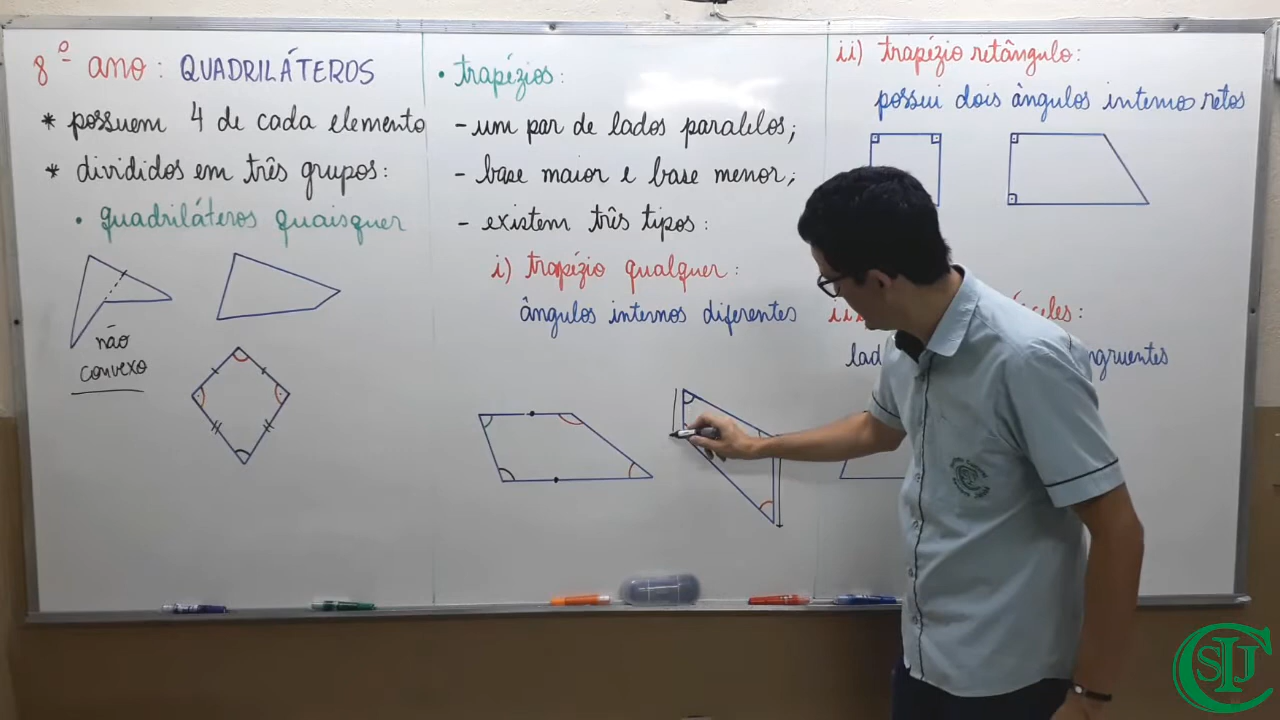 8º ano: QUADRILÁTEROS
* possuem 4 de cada elemento
* divididos em três grupos:
• quadriláteros quaisquer
não
convexo
• trapézios:
- um par de lados paralelos;
- base maior e base menor;
- existem três tipos:
i) trapézio qualquer:
ângulos internos diferentes
ii) trapézio retângulo:
possui dois ângulos internos retos
CSIJ